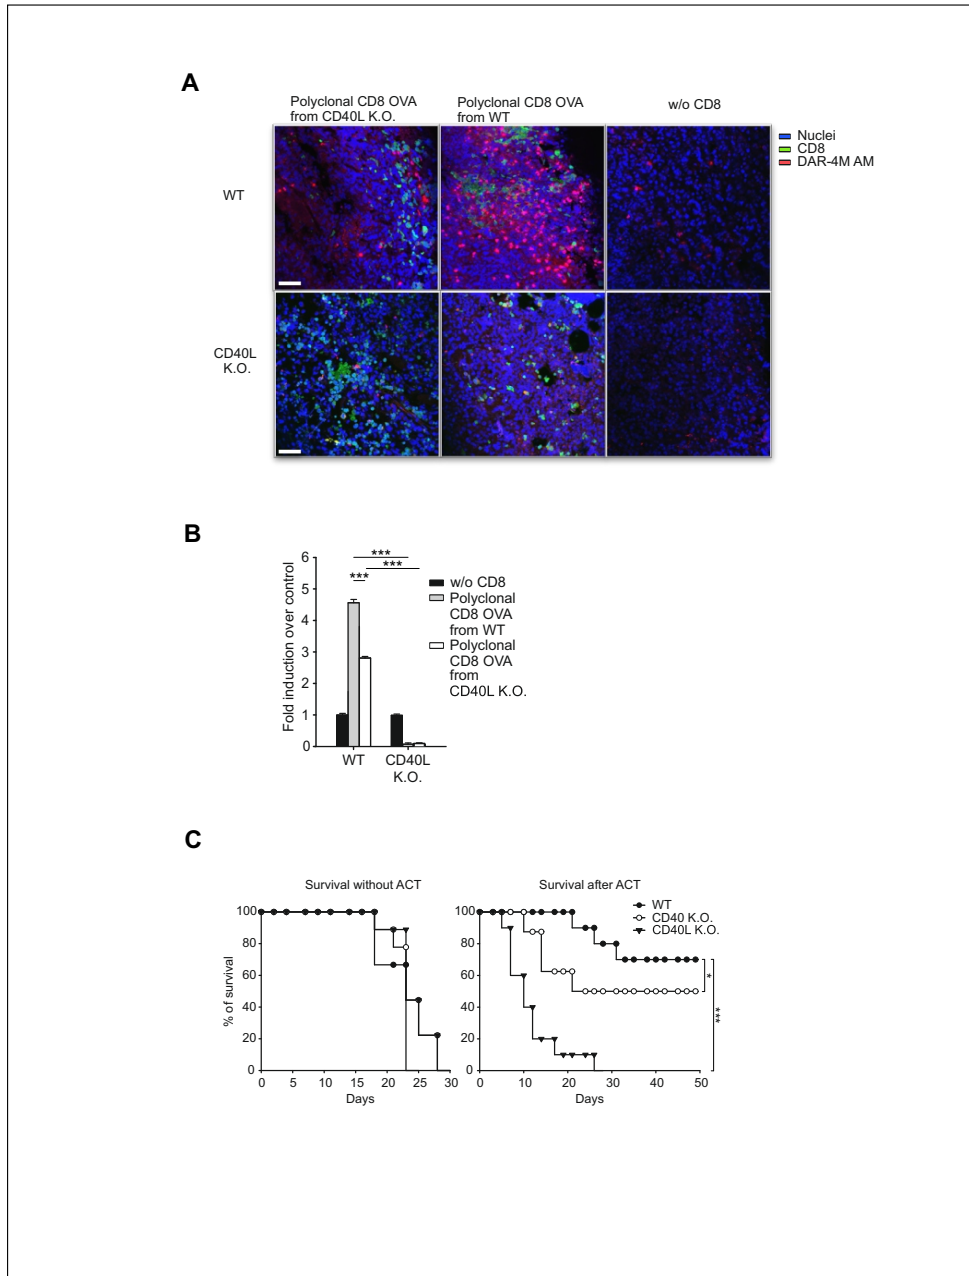 A
Polyclonal CD8 OVA
from CD40L K.O.
Polyclonal CD8 OVA
from WT
w/o CD8
Nuclei
CD8
DAR-4M AM
WT
CD40L
K.O.
B
Fold induction over control
6
5
4
3
2
1
0
***
***
***
w/o CD8
Polyclonal
CD8 OVA
from WT
Polyclonal
CD8 OVA
from
CD40L K.O.
WT
CD40L
K.O.
C
Survival without ACT
% of survival
100
80
60
40
20
0
0 5 10 15 20 25 30
Days
Survival after ACT
WT
CD40 K.O.
CD40L K.O.
100
80
60
40
20
0
0 10 20 30 40 50
Days
*
***